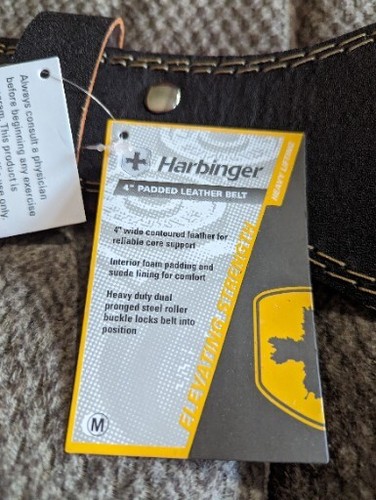 Harbinger
4" PADDED LEATHER BELT
HEAVY LIFTING
4" wide contoured leather for
reliable core support
Interior foam padding and
suede lining for comfort
Heavy duty dual
pronged steel roller
buckle locks belt into
position
ELEVATING STRENGTH
M
Always consult a physician
before beginning any exercise
This product is
use only.